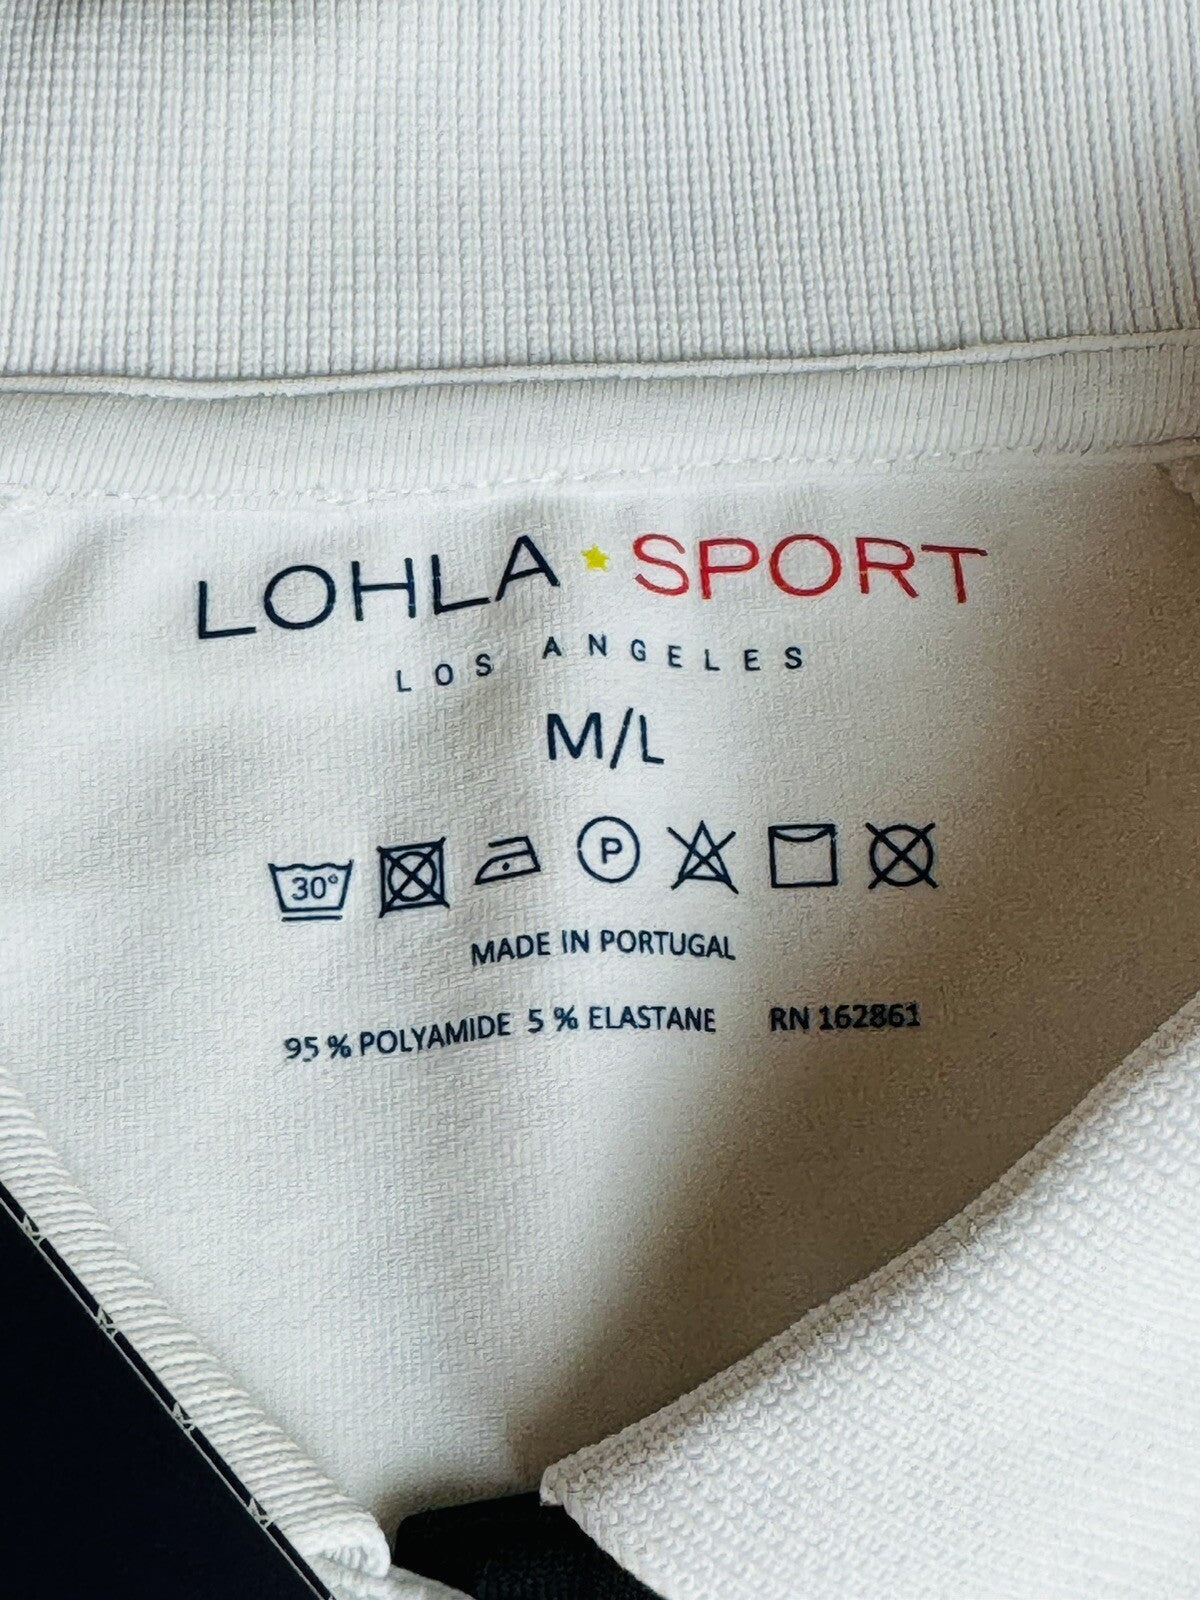 LOHLA SPORT
LOS ANGELES
M/L
30° P
MADE IN PORTUGAL
95 % POLYAMIDE 5 % ELASTANE RN 162861